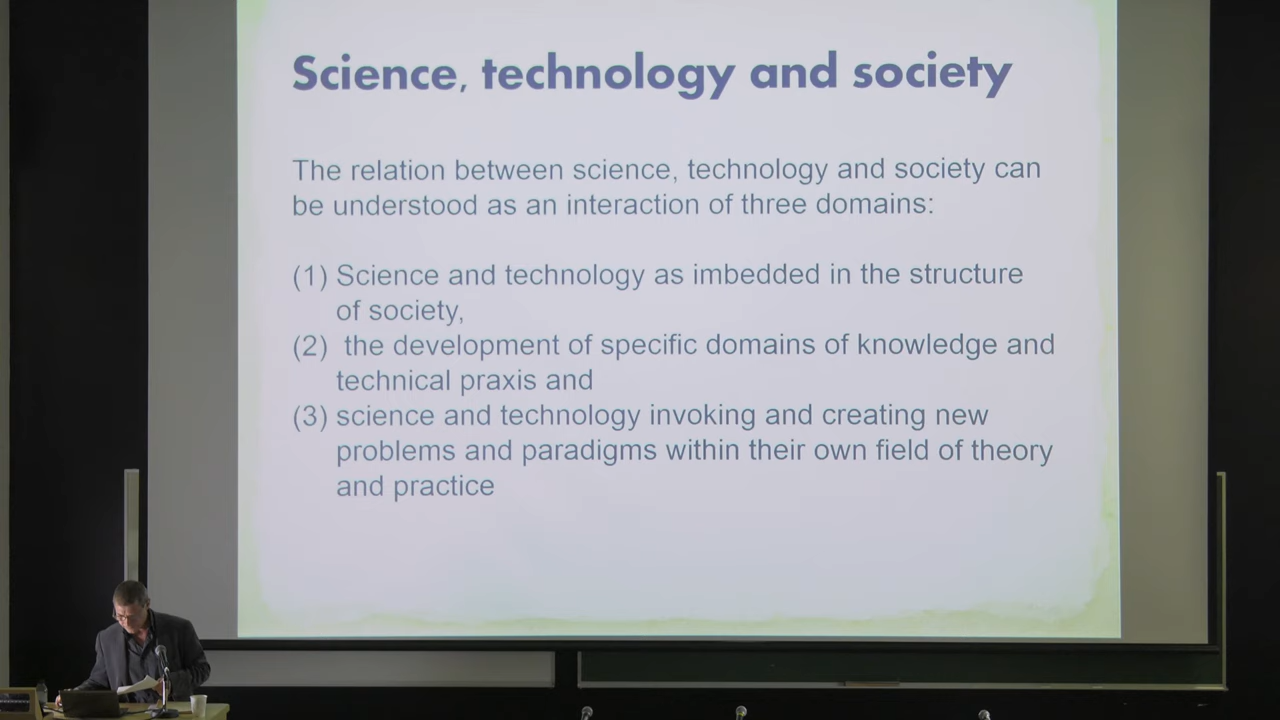 Science, technology and society
The relation between science, technology and society can
be understood as an interaction of three domains:
(1) Science and technology as imbedded in the structure
of society,
(2) the development of specific domains of knowledge and
technical praxis and
(3) science and technology invoking and creating new
problems and paradigms within their own field of theory
and practice